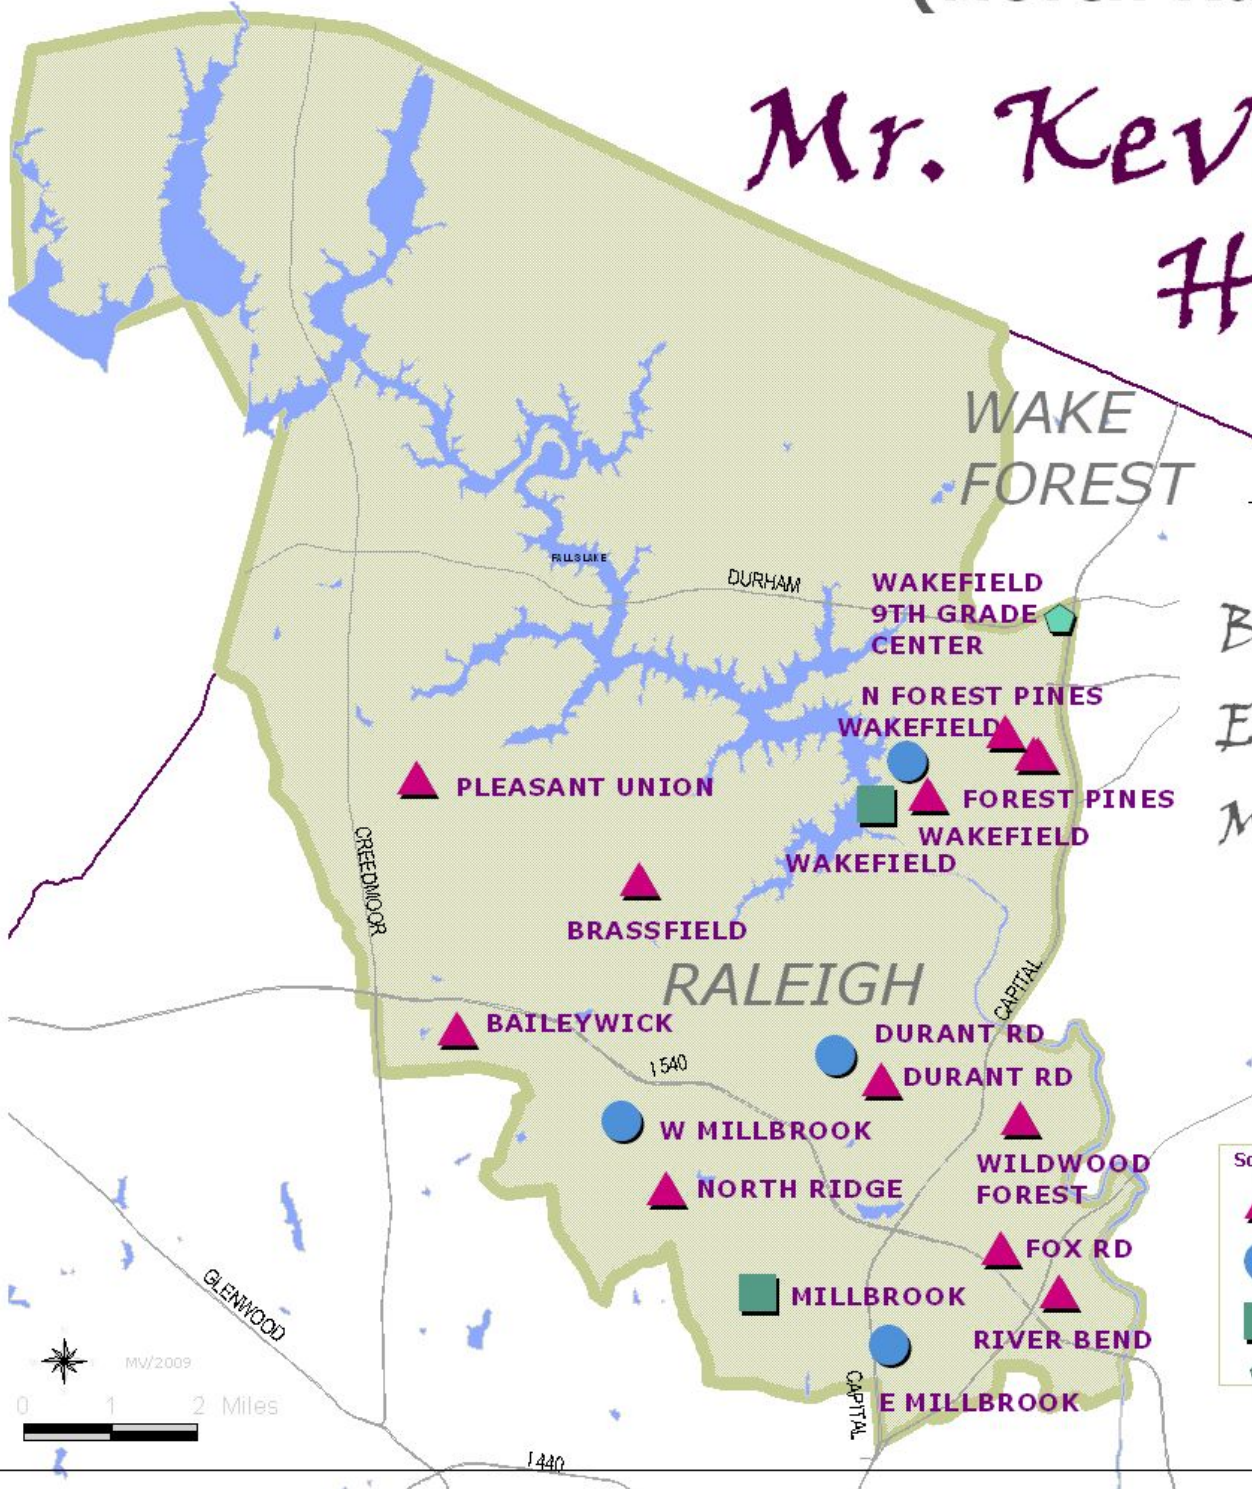 Mr. Kev
H
WAKE
FOREST
FALLS LAKE
DURHAM
WAKEFIELD
9TH GRADE
CENTER
B
N FOREST PINES
WAKEFIELD
E
PLEASANT UNION
FOREST PINES
WAKEFIELD
M
WAKEFIELD
CREEDMOOR
BRASSFIELD
RALEIGH
CAPITAL
BAILEYWICK
DURANT RD
I 540
DURANT RD
W MILLBROOK
WILDWOOD
FOREST
NORTH RIDGE
FOX RD
GLENWOOD
MILLBROOK
RIVER BEND
MV/2009
0 1 2 Miles
CAPITAL
E MILLBROOK
I 440